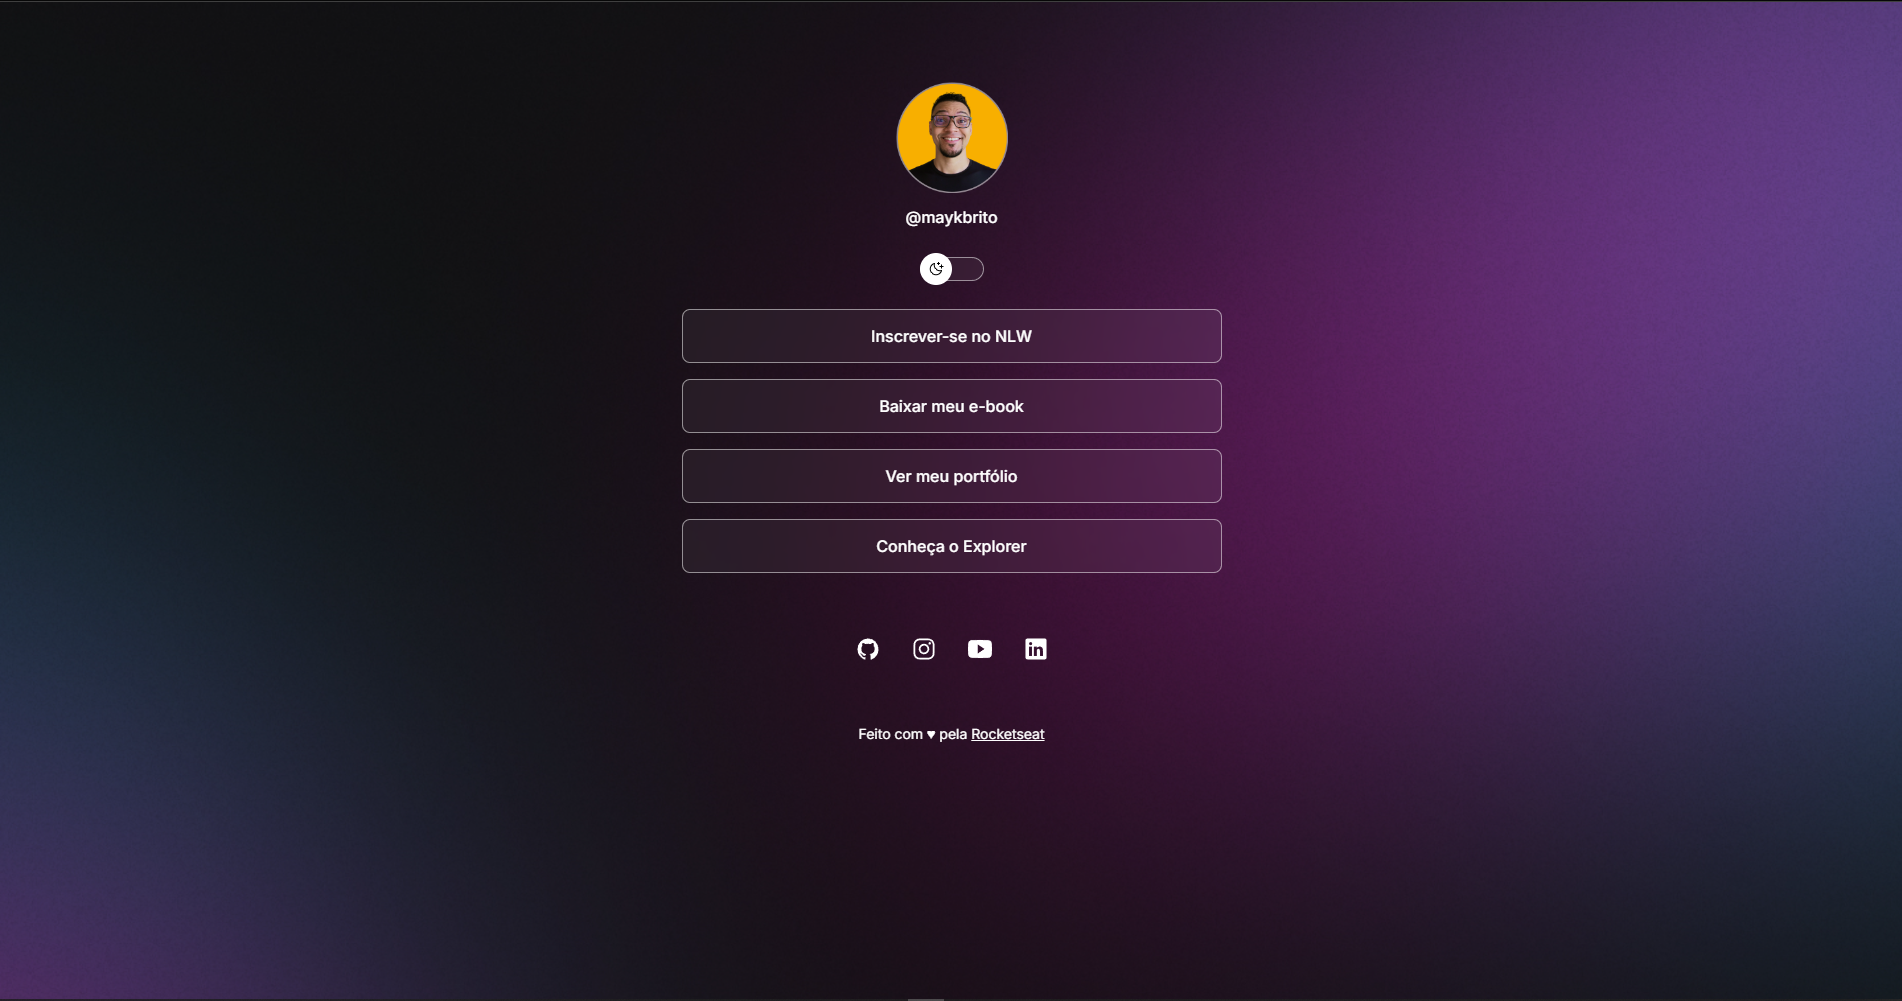 @maykbrito
Inscrever-se no NLW
Baixar meu e-book
Ver meu portfólio
Conheça o Explorer
Feito com ♥ pela Rocketseat